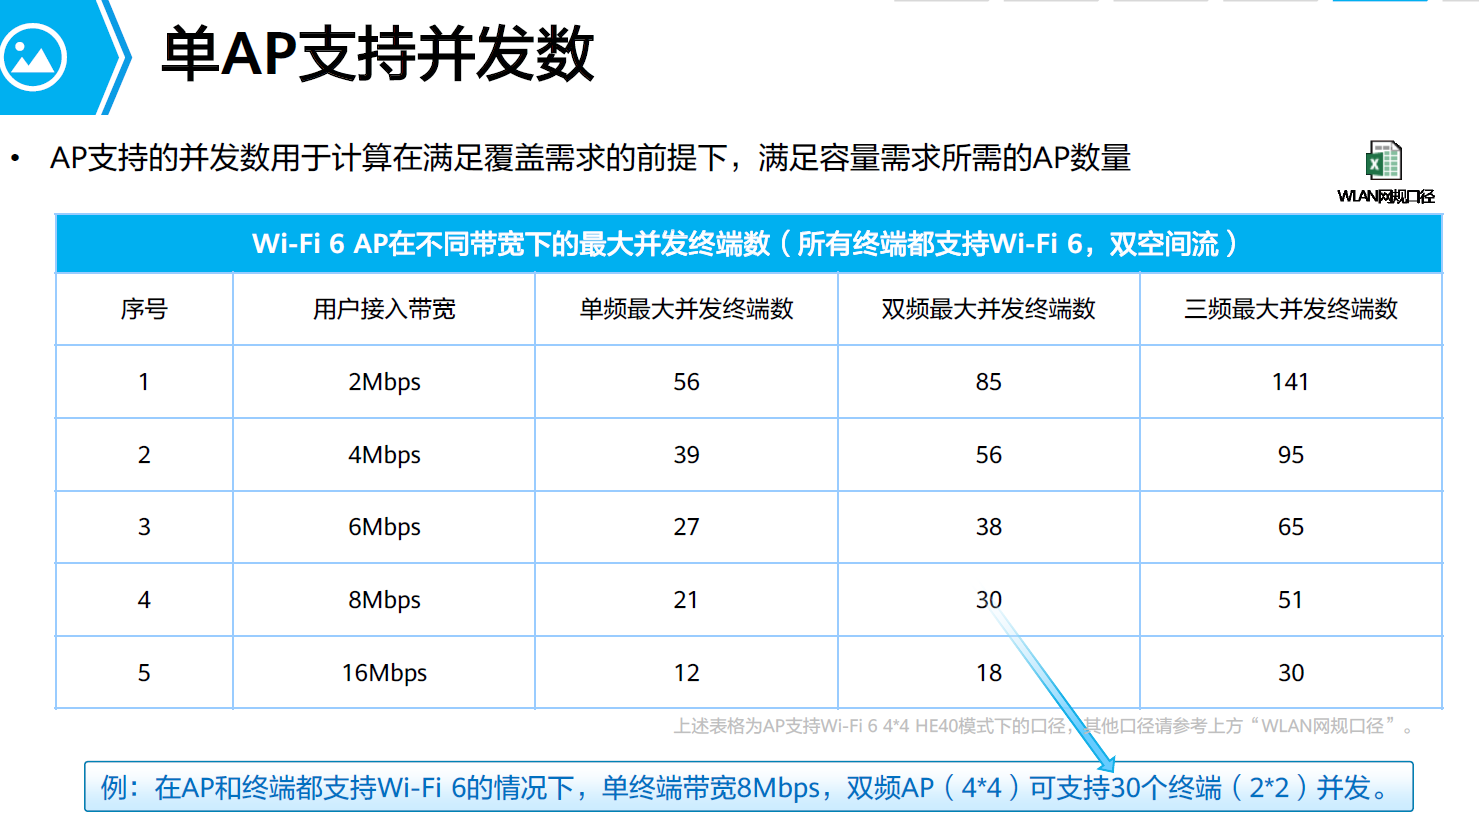 单AP支持并发数
• AP支持的并发数用于计算在满足覆盖需求的前提下，满足容量需求所需的AP数量
WLAN网规口径
Wi-Fi 6 AP在不同带宽下的最大并发终端数（所有终端都支持Wi-Fi 6，双空间流）
序号 用户接入带宽 单频最大并发终端数 双频最大并发终端数 三频最大并发终端数
1 2Mbps 56 85 141
2 4Mbps 39 56 95
3 6Mbps 27 38 65
4 8Mbps 21 30 51
5 16Mbps 12 18 30
上述表格为AP支持Wi-Fi 6 4*4 HE40模式下的口径，其他口径请参考上方“WLAN网规口径”。
例：在AP和终端都支持Wi-Fi 6的情况下，单终端带宽8Mbps，双频AP（4*4）可支持30个终端（2*2）并发。